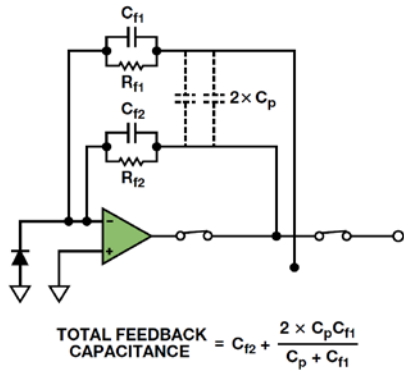 Cf1
Rf1
Cf2
2 × Cp
Rf2
–
+
TOTAL FEEDBACK CAPACITANCE = Cf2 + 2 × CpCf1 / Cp + Cf1